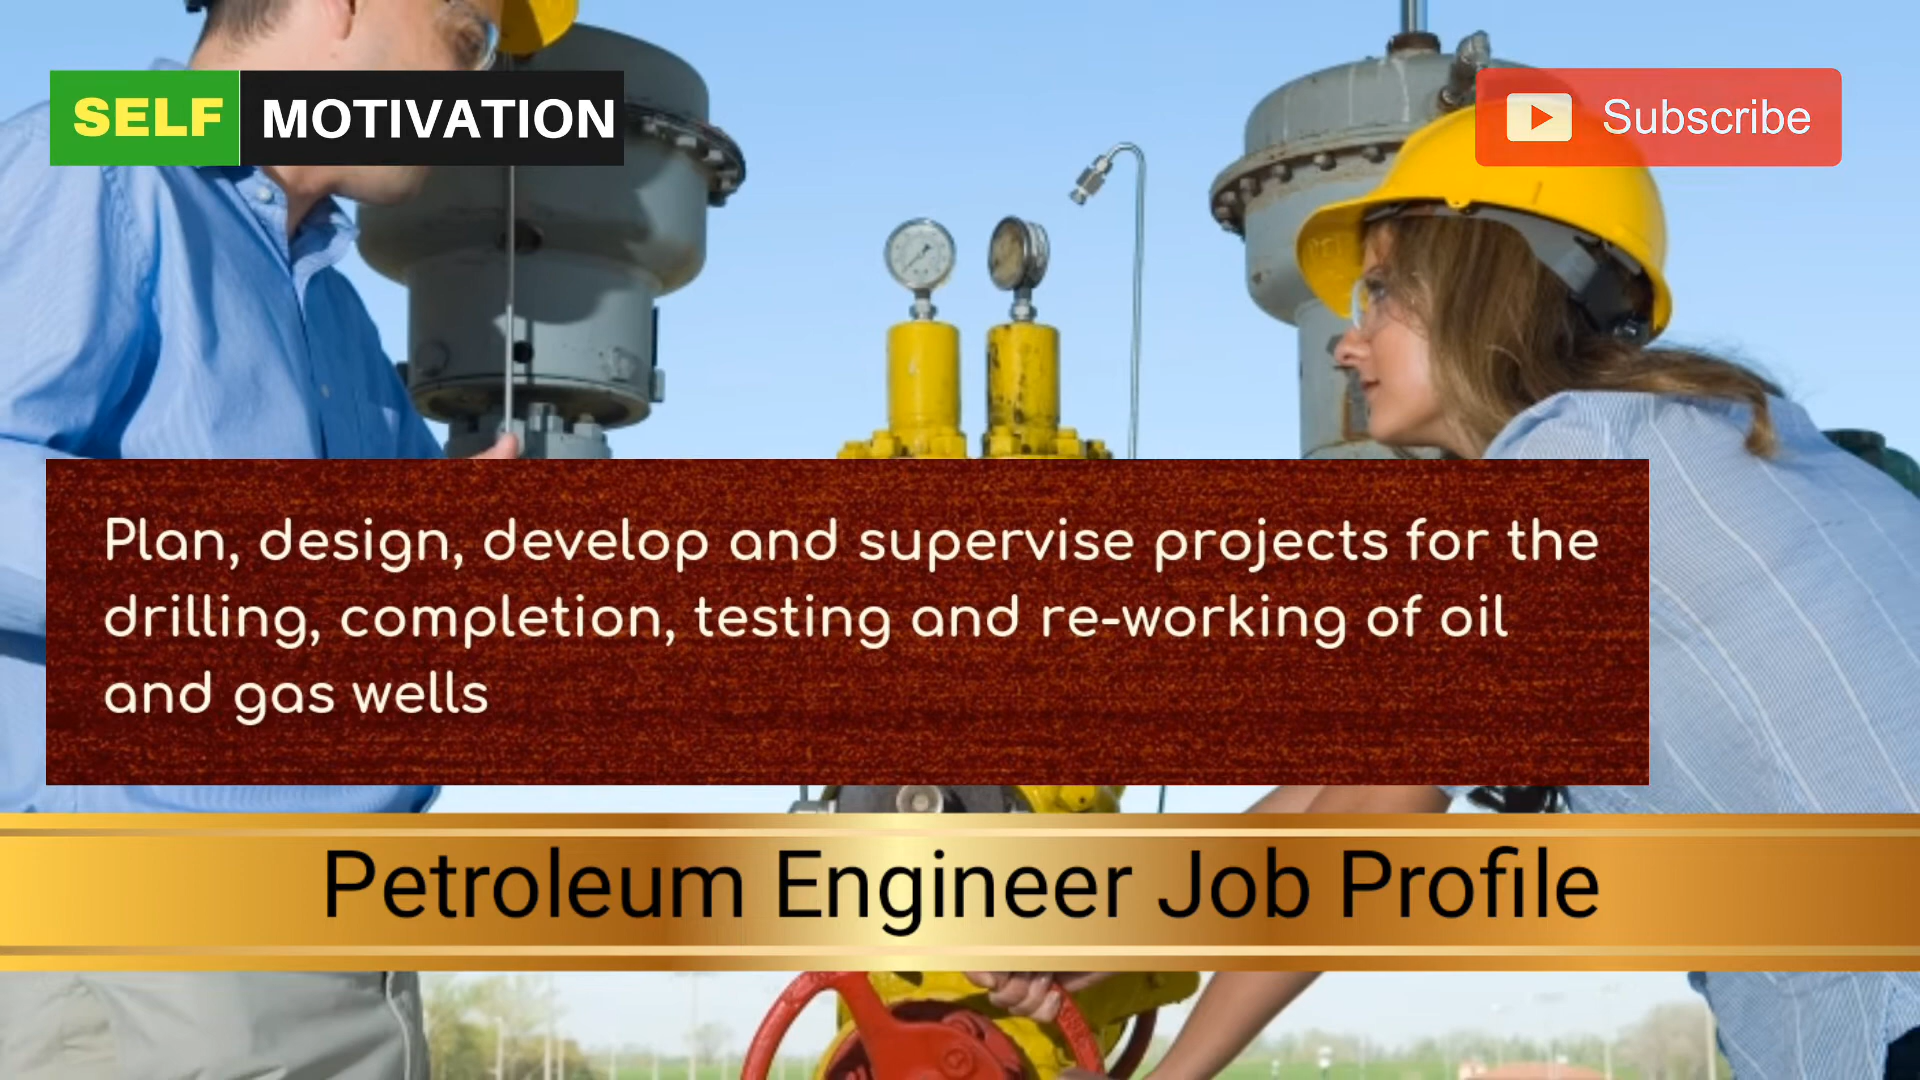 SELF MOTIVATION
Subscribe
Plan, design, develop and supervise projects for the
drilling, completion, testing and re-working of oil
and gas wells
Petroleum Engineer Job Profile